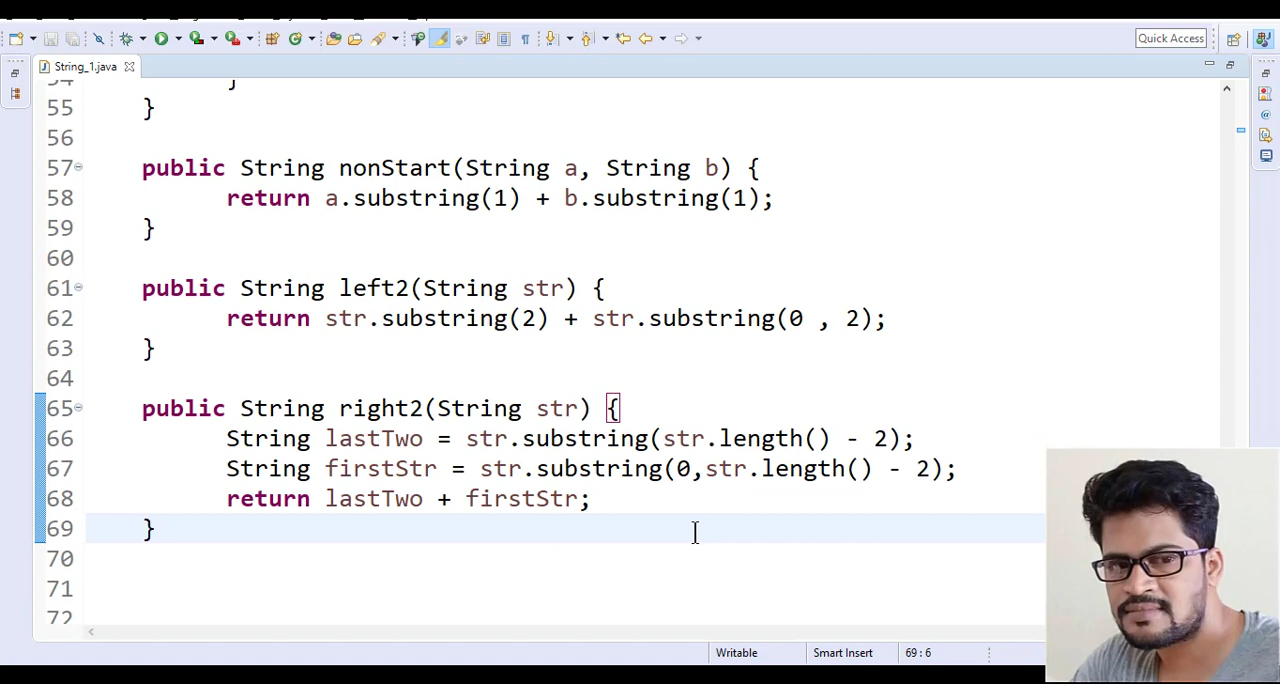 Quick Access
String_1.java
54 }
55 }
56
57 public String nonStart(String a, String b) {
58 return a.substring(1) + b.substring(1);
59 }
60
61 public String left2(String str) {
62 return str.substring(2) + str.substring(0 , 2);
63 }
64
65 public String right2(String str) {
66 String lastTwo = str.substring(str.length() - 2);
67 String firstStr = str.substring(0,str.length() - 2);
68 return lastTwo + firstStr;
69 }
70
71
72
Writable Smart Insert 69 : 6